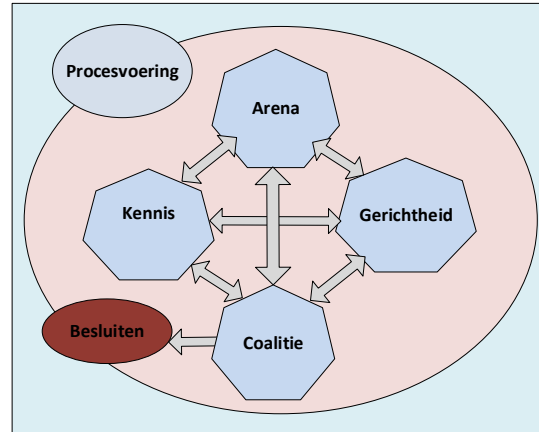 Procesvoering
Arena
Kennis
Gerichtheid
Besluiten
Coalitie